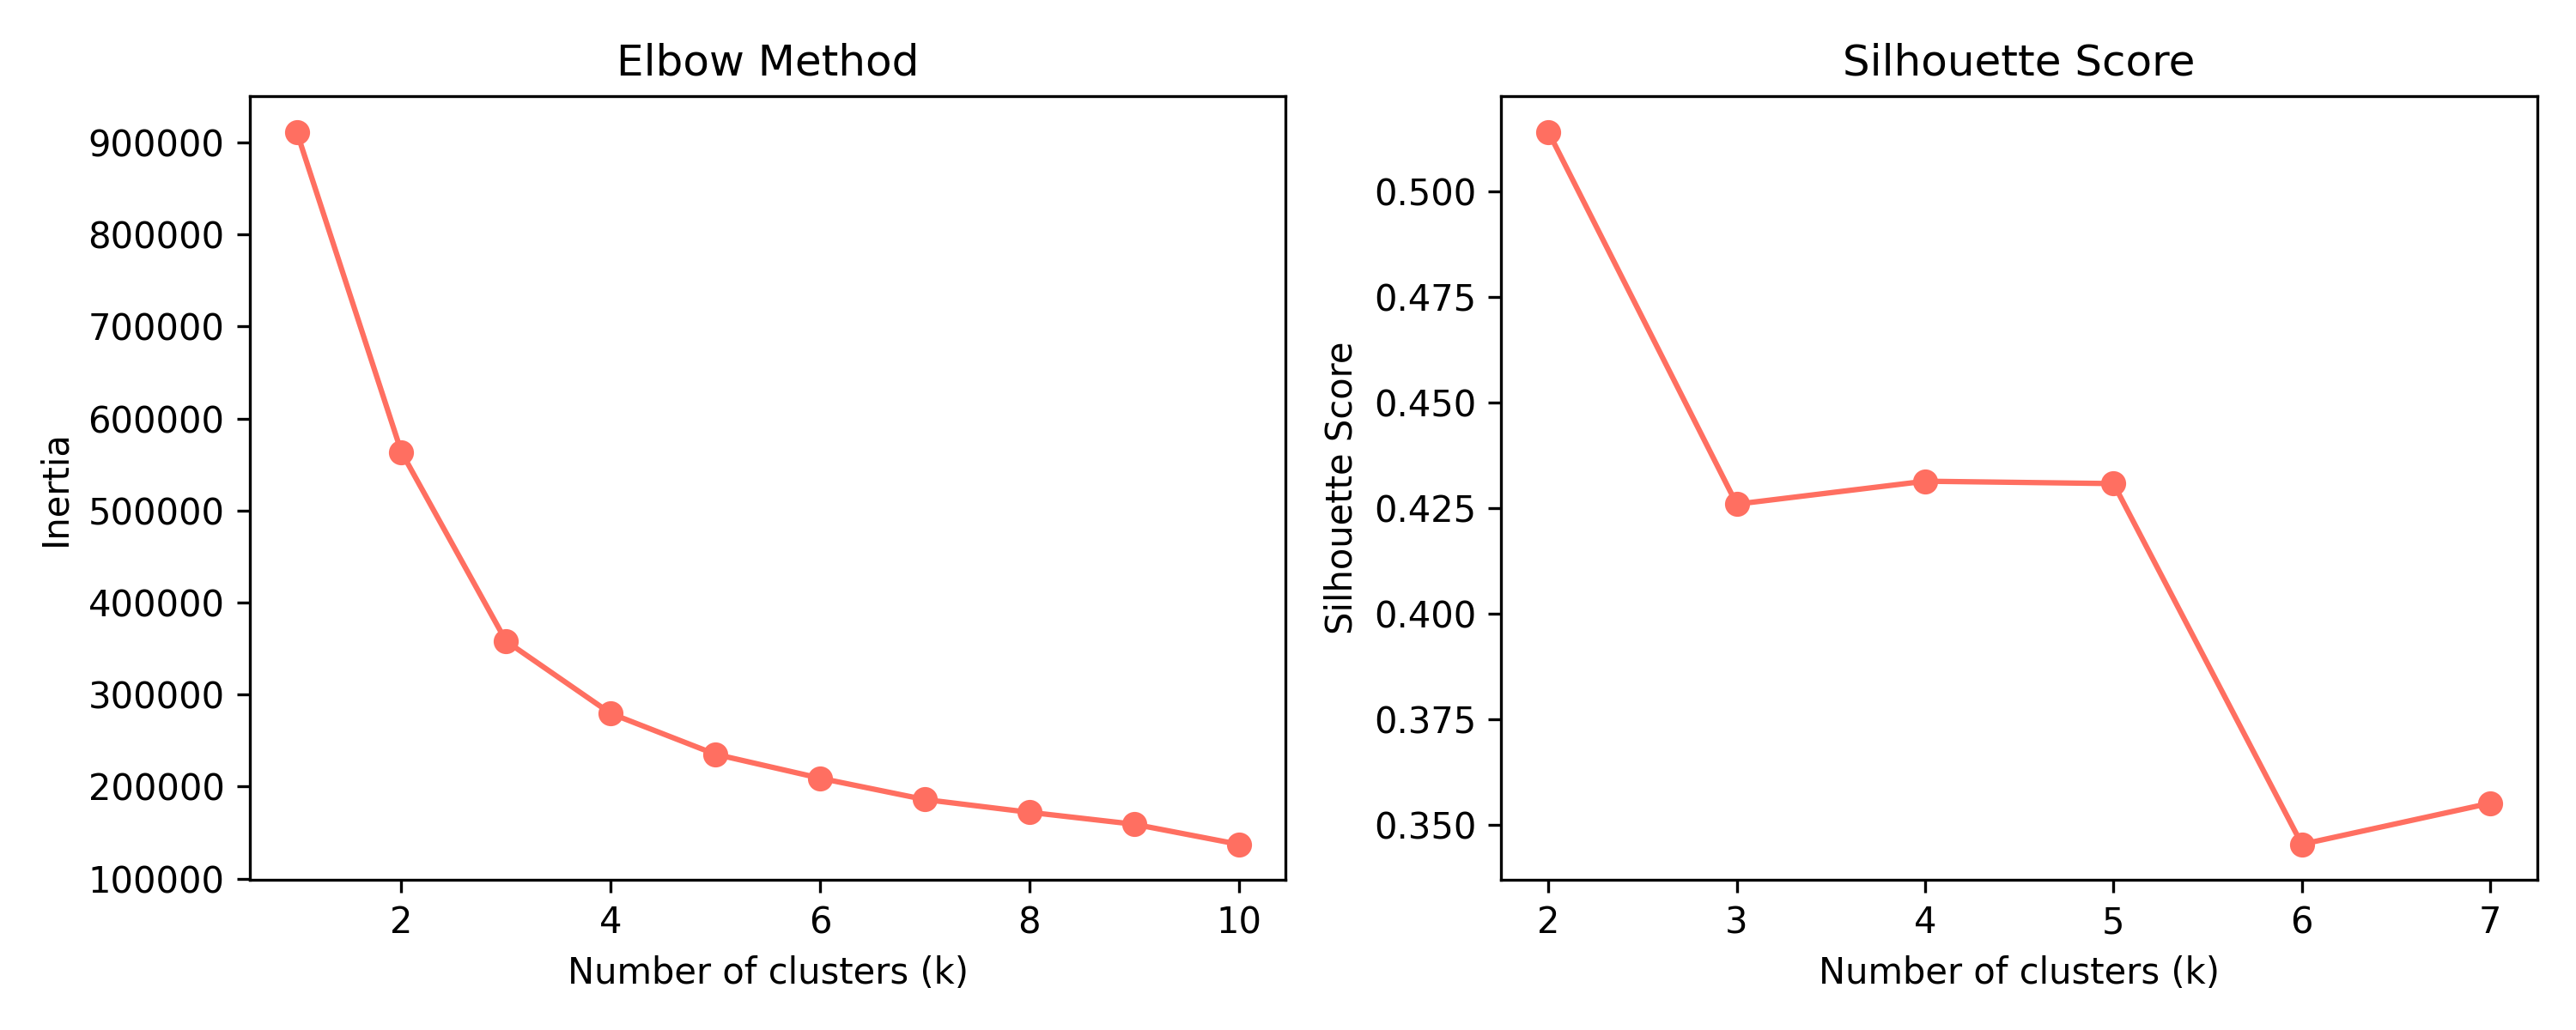 Elbow Method
900000
800000
700000
600000
500000
400000
300000
200000
100000
Inertia
2 4 6 8 10
Number of clusters (k)
Silhouette Score
0.500
0.475
0.450
0.425
0.400
0.375
0.350
Silhouette Score
2 3 4 5 6 7
Number of clusters (k)